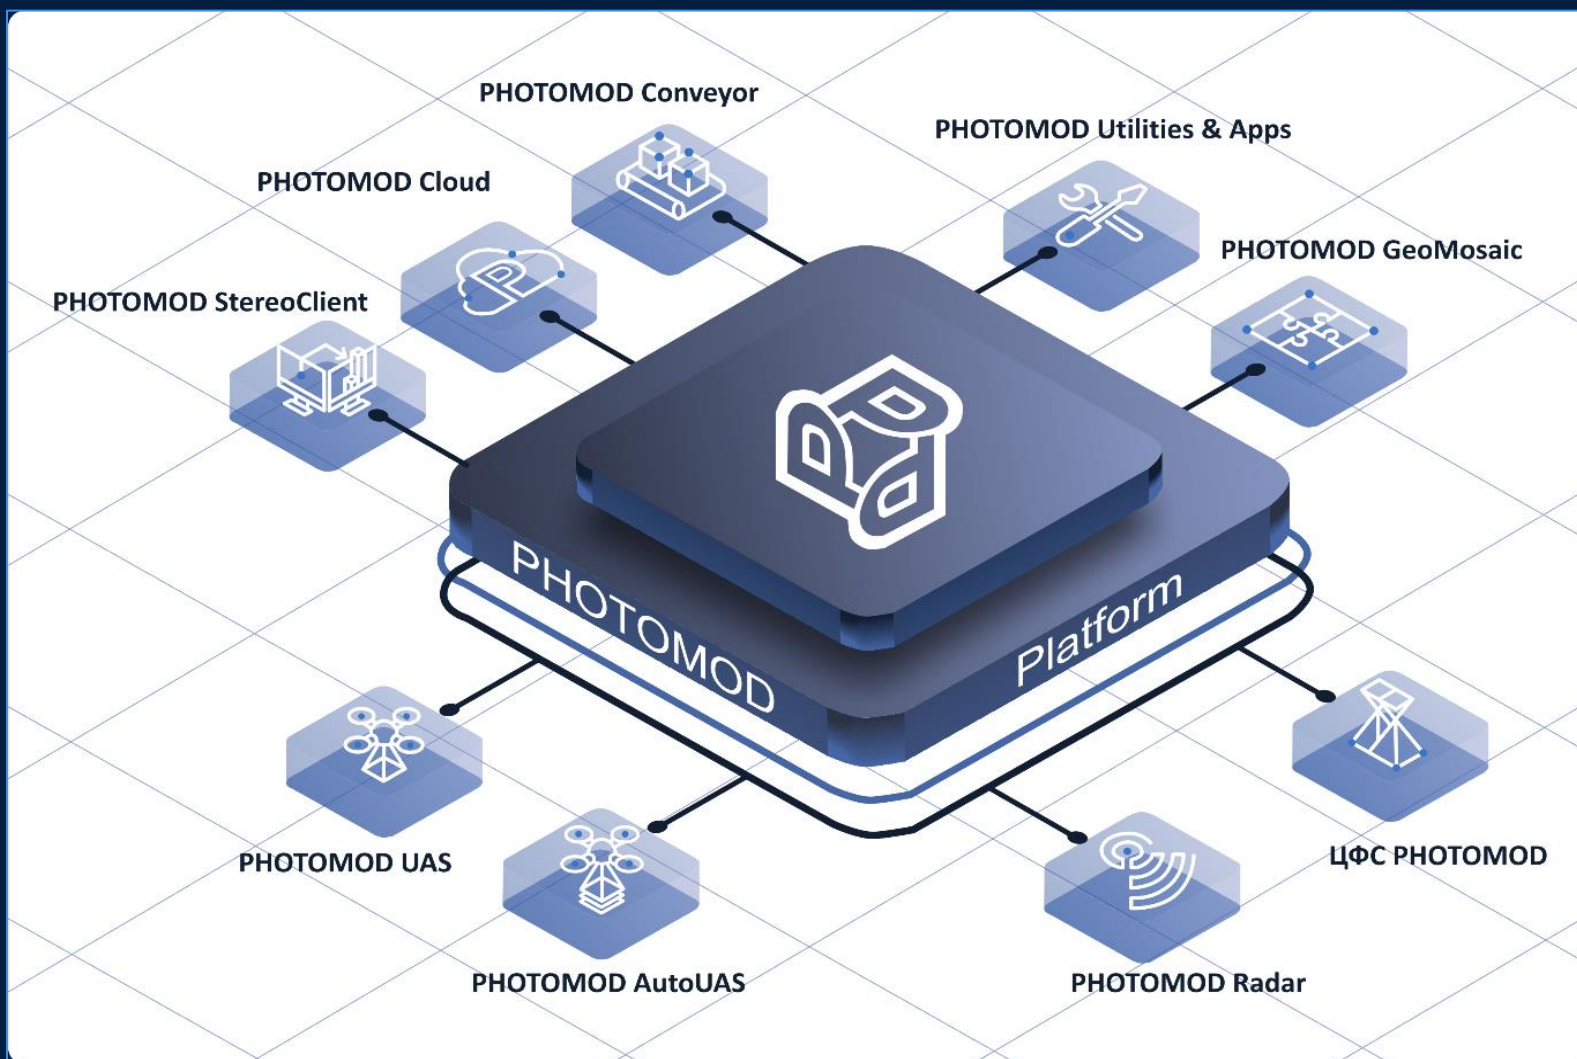 PHOTOMOD Conveyor
PHOTOMOD Utilities & Apps
PHOTOMOD Cloud
PHOTOMOD GeoMosaic
PHOTOMOD StereoClient
PHOTOMOD
Platform
PHOTOMOD UAS
ЦФС PHOTOMOD
PHOTOMOD AutoUAS
PHOTOMOD Radar